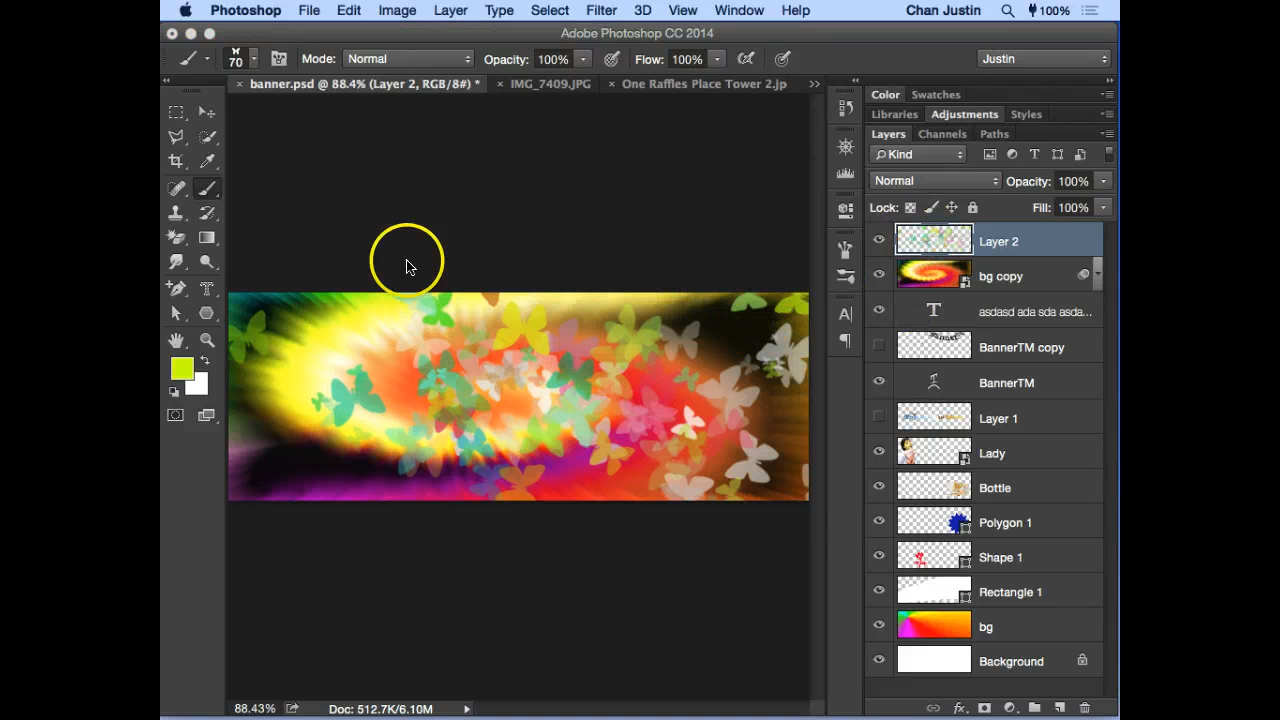 Photoshop File Edit Image Layer Type Select Filter 3D View Window Help Chan Justin 100%
Adobe Photoshop CC 2014
70 Mode: Normal Opacity: 100% Flow: 100% Justin
× banner.psd @ 88.4% (Layer 2, RGB/8#) * × IMG_7409.JPG × One Raffles Place Tower 2.jp >>
Color Swatches
Libraries Adjustments Styles
Layers Channels Paths
Kind
Normal Opacity: 100%
Lock: Fill: 100%
Layer 2
bg copy
asdasd ada sda asda...
BannerTM copy
BannerTM
Layer 1
Lady
Bottle
Polygon 1
Shape 1
Rectangle 1
bg
Background
88.43% Doc: 512.7K/6.10M